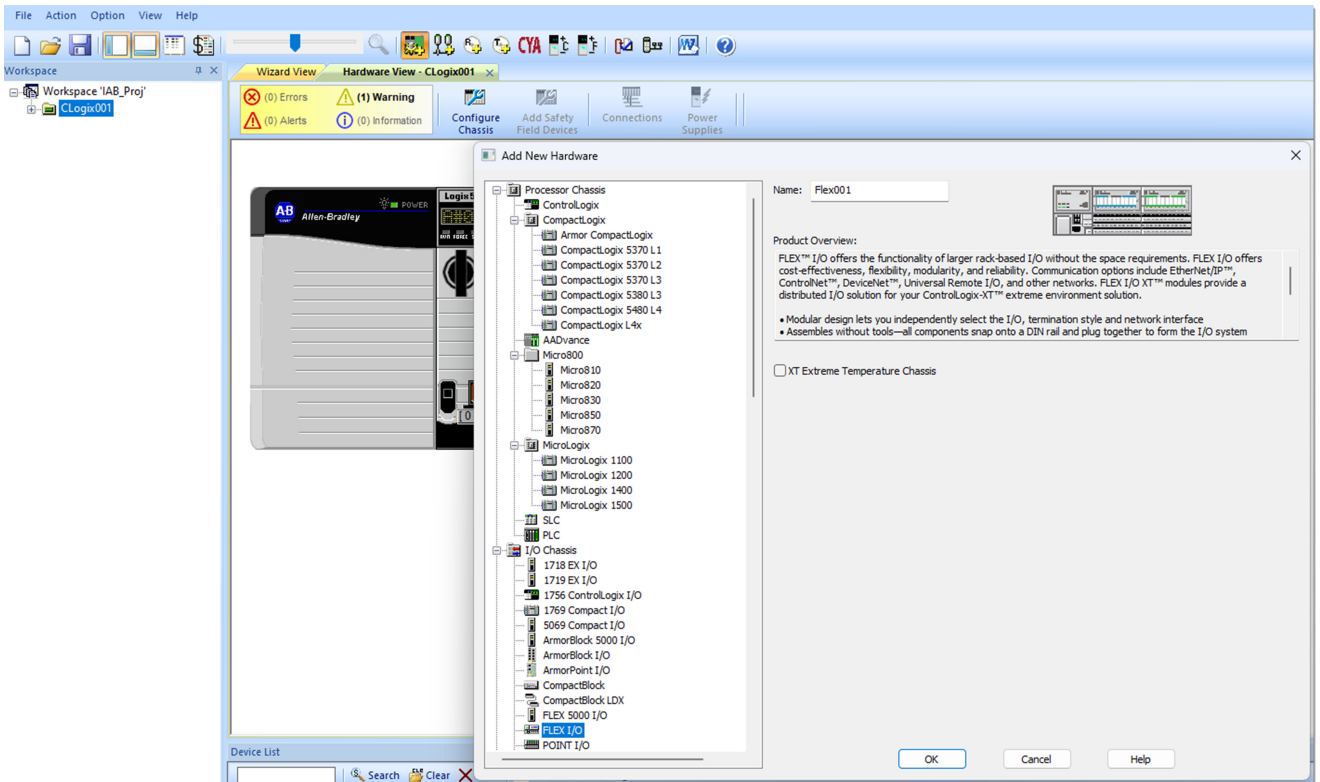 File Action Option View Help
CYA
Workspace
Wizard View Hardware View - CLogix001
Workspace 'IAB_Proj'
CLogix001
(0) Errors (1) Warning
(0) Alerts (0) Information
Configure Chassis
Add Safety Field Devices
Connections
Power Supplies
AB Allen-Bradley
POWER
Add New Hardware
Processor Chassis
ControlLogix
CompactLogix
Armor CompactLogix
CompactLogix 5370 L1
CompactLogix 5370 L2
CompactLogix 5370 L3
CompactLogix 5380 L3
CompactLogix 5480 L4
CompactLogix L4x
AADvance
Micro800
Micro810
Micro820
Micro830
Micro850
Micro870
MicroLogix
MicroLogix 1100
MicroLogix 1200
MicroLogix 1400
MicroLogix 1500
SLC
PLC
I/O Chassis
1718 EX I/O
1719 EX I/O
1756 ControlLogix I/O
1769 Compact I/O
5069 Compact I/O
ArmorBlock 5000 I/O
ArmorBlock I/O
ArmorPoint I/O
CompactBlock
CompactBlock LDX
FLEX 5000 I/O
FLEX I/O
POINT I/O
Name: Flex001
Product Overview:
FLEX™ I/O offers the functionality of larger rack-based I/O without the space requirements. FLEX I/O offers
cost-effectiveness, flexibility, modularity, and reliability. Communication options include EtherNet/IP™,
ControlNet™, DeviceNet™, Universal Remote I/O, and other networks. FLEX I/O XT™ modules provide a
distributed I/O solution for your ControlLogix-XT™ extreme environment solution.
• Modular design lets you independently select the I/O, termination style and network interface
• Assembles without tools—all components snap onto a DIN rail and plug together to form the I/O system
XT Extreme Temperature Chassis
OK Cancel Help
Device List
Search Clear